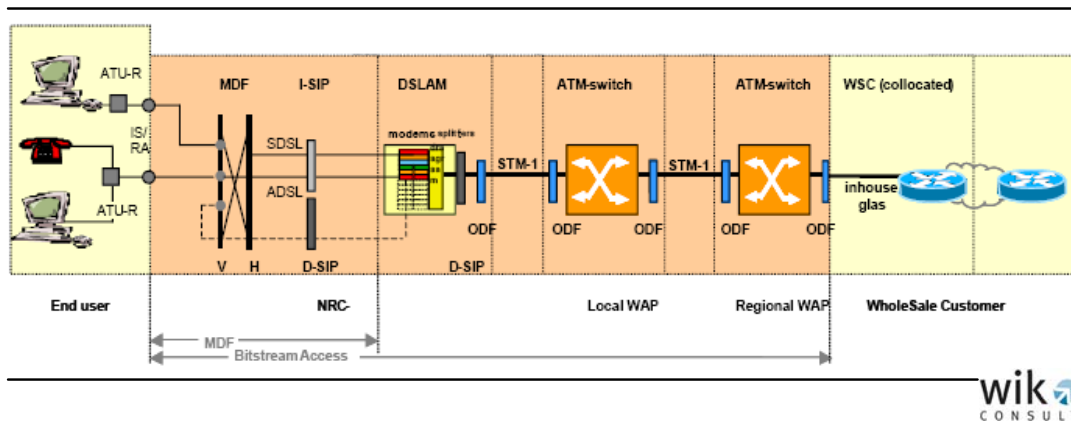 ATU-R
MDF
I-SIP
DSLAM
ATM-switch
ATM-switch
WSC (collocated)
IS/
RA
SDSL
ADSL
modems splitters
STM-1
STM-1
inhouse
glas
ATU-R
ODF
ODF
ODF
ODF
ODF
V
H
D-SIP
D-SIP
End user
NRC-
Local WAP
Regional WAP
WholeSale Customer
MDF
Bitstream Access
wik
CONSUL